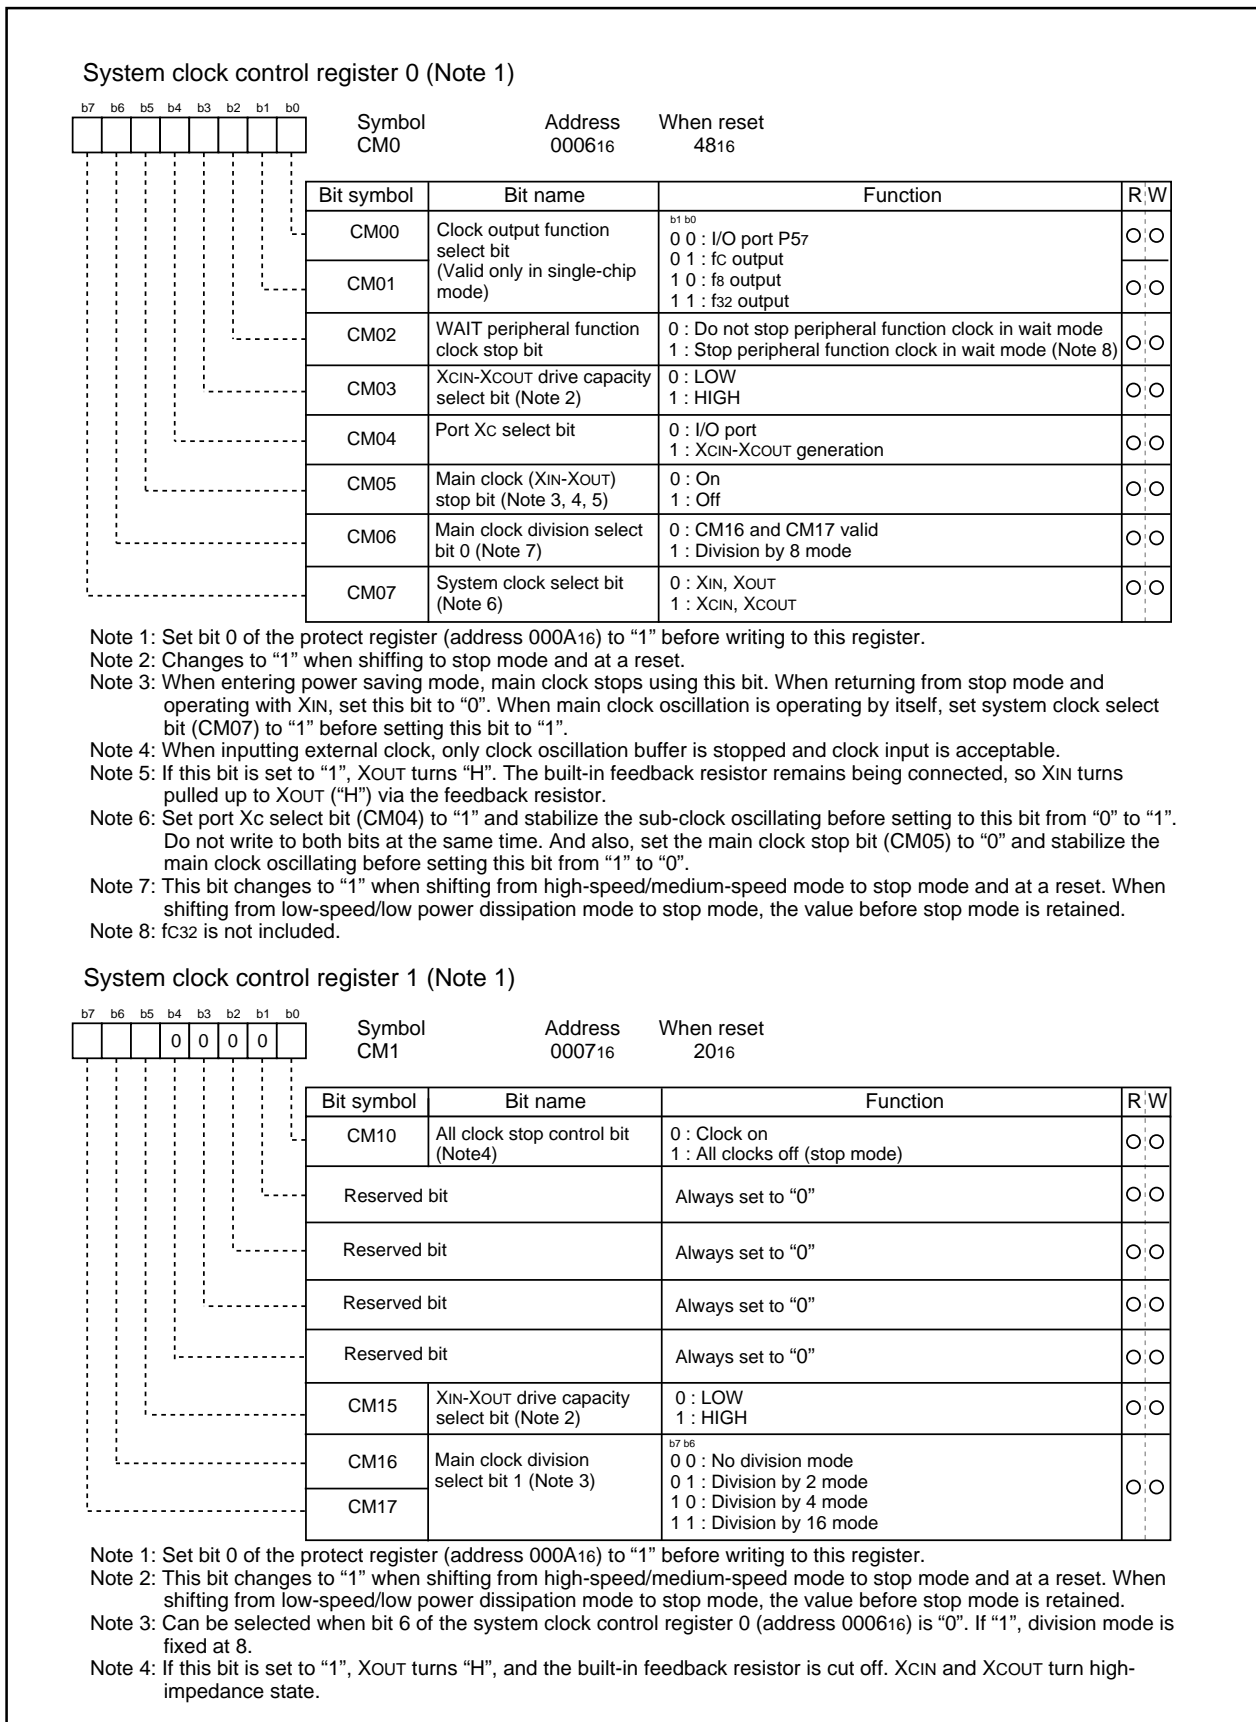 System clock control register 0 (Note 1)
b7 b6 b5 b4 b3 b2 b1 b0
Symbol Address When reset
CM0 000616 4816
Bit symbol Bit name Function R W
CM00 Clock output function select bit (Valid only in single-chip mode)
b1 b0
0 0 : I/O port P57
0 1 : fC output
CM01
1 0 : f8 output
1 1 : f32 output
CM02 WAIT peripheral function clock stop bit
0 : Do not stop peripheral function clock in wait mode
1 : Stop peripheral function clock in wait mode (Note 8)
CM03 XCIN-XCOUT drive capacity select bit (Note 2)
0 : LOW
1 : HIGH
CM04 Port XC select bit
0 : I/O port
1 : XCIN-XCOUT generation
CM05 Main clock (XIN-XOUT) stop bit (Note 3, 4, 5)
0 : On
1 : Off
CM06 Main clock division select bit 0 (Note 7)
0 : CM16 and CM17 valid
1 : Division by 8 mode
CM07 System clock select bit (Note 6)
0 : XIN, XOUT
1 : XCIN, XCOUT
Note 1: Set bit 0 of the protect register (address 000A16) to “1” before writing to this register.
Note 2: Changes to “1” when shiffing to stop mode and at a reset.
Note 3: When entering power saving mode, main clock stops using this bit. When returning from stop mode and
operating with XIN, set this bit to “0”. When main clock oscillation is operating by itself, set system clock select
bit (CM07) to “1” before setting this bit to “1”.
Note 4: When inputting external clock, only clock oscillation buffer is stopped and clock input is acceptable.
Note 5: If this bit is set to “1”, XOUT turns “H”. The built-in feedback resistor remains being connected, so XIN turns
pulled up to XOUT (“H”) via the feedback resistor.
Note 6: Set port Xc select bit (CM04) to “1” and stabilize the sub-clock oscillating before setting to this bit from “0” to “1”.
Do not write to both bits at the same time. And also, set the main clock stop bit (CM05) to “0” and stabilize the
main clock oscillating before setting this bit from “1” to “0”.
Note 7: This bit changes to “1” when shifting from high-speed/medium-speed mode to stop mode and at a reset. When
shifting from low-speed/low power dissipation mode to stop mode, the value before stop mode is retained.
Note 8: fC32 is not included.
System clock control register 1 (Note 1)
b7 b6 b5 b4 b3 b2 b1 b0
0 0 0 0
Symbol Address When reset
CM1 000716 2016
Bit symbol Bit name Function R W
CM10 All clock stop control bit (Note4)
0 : Clock on
1 : All clocks off (stop mode)
Reserved bit Always set to “0”
Reserved bit Always set to “0”
Reserved bit Always set to “0”
Reserved bit Always set to “0”
CM15 XIN-XOUT drive capacity select bit (Note 2)
0 : LOW
1 : HIGH
CM16 Main clock division select bit 1 (Note 3)
b7 b6
0 0 : No division mode
0 1 : Division by 2 mode
CM17
1 0 : Division by 4 mode
1 1 : Division by 16 mode
Note 1: Set bit 0 of the protect register (address 000A16) to “1” before writing to this register.
Note 2: This bit changes to “1” when shifting from high-speed/medium-speed mode to stop mode and at a reset. When
shifting from low-speed/low power dissipation mode to stop mode, the value before stop mode is retained.
Note 3: Can be selected when bit 6 of the system clock control register 0 (address 000616) is “0”. If “1”, division mode is
fixed at 8.
Note 4: If this bit is set to “1”, XOUT turns “H”, and the built-in feedback resistor is cut off. XCIN and XCOUT turn high-
impedance state.